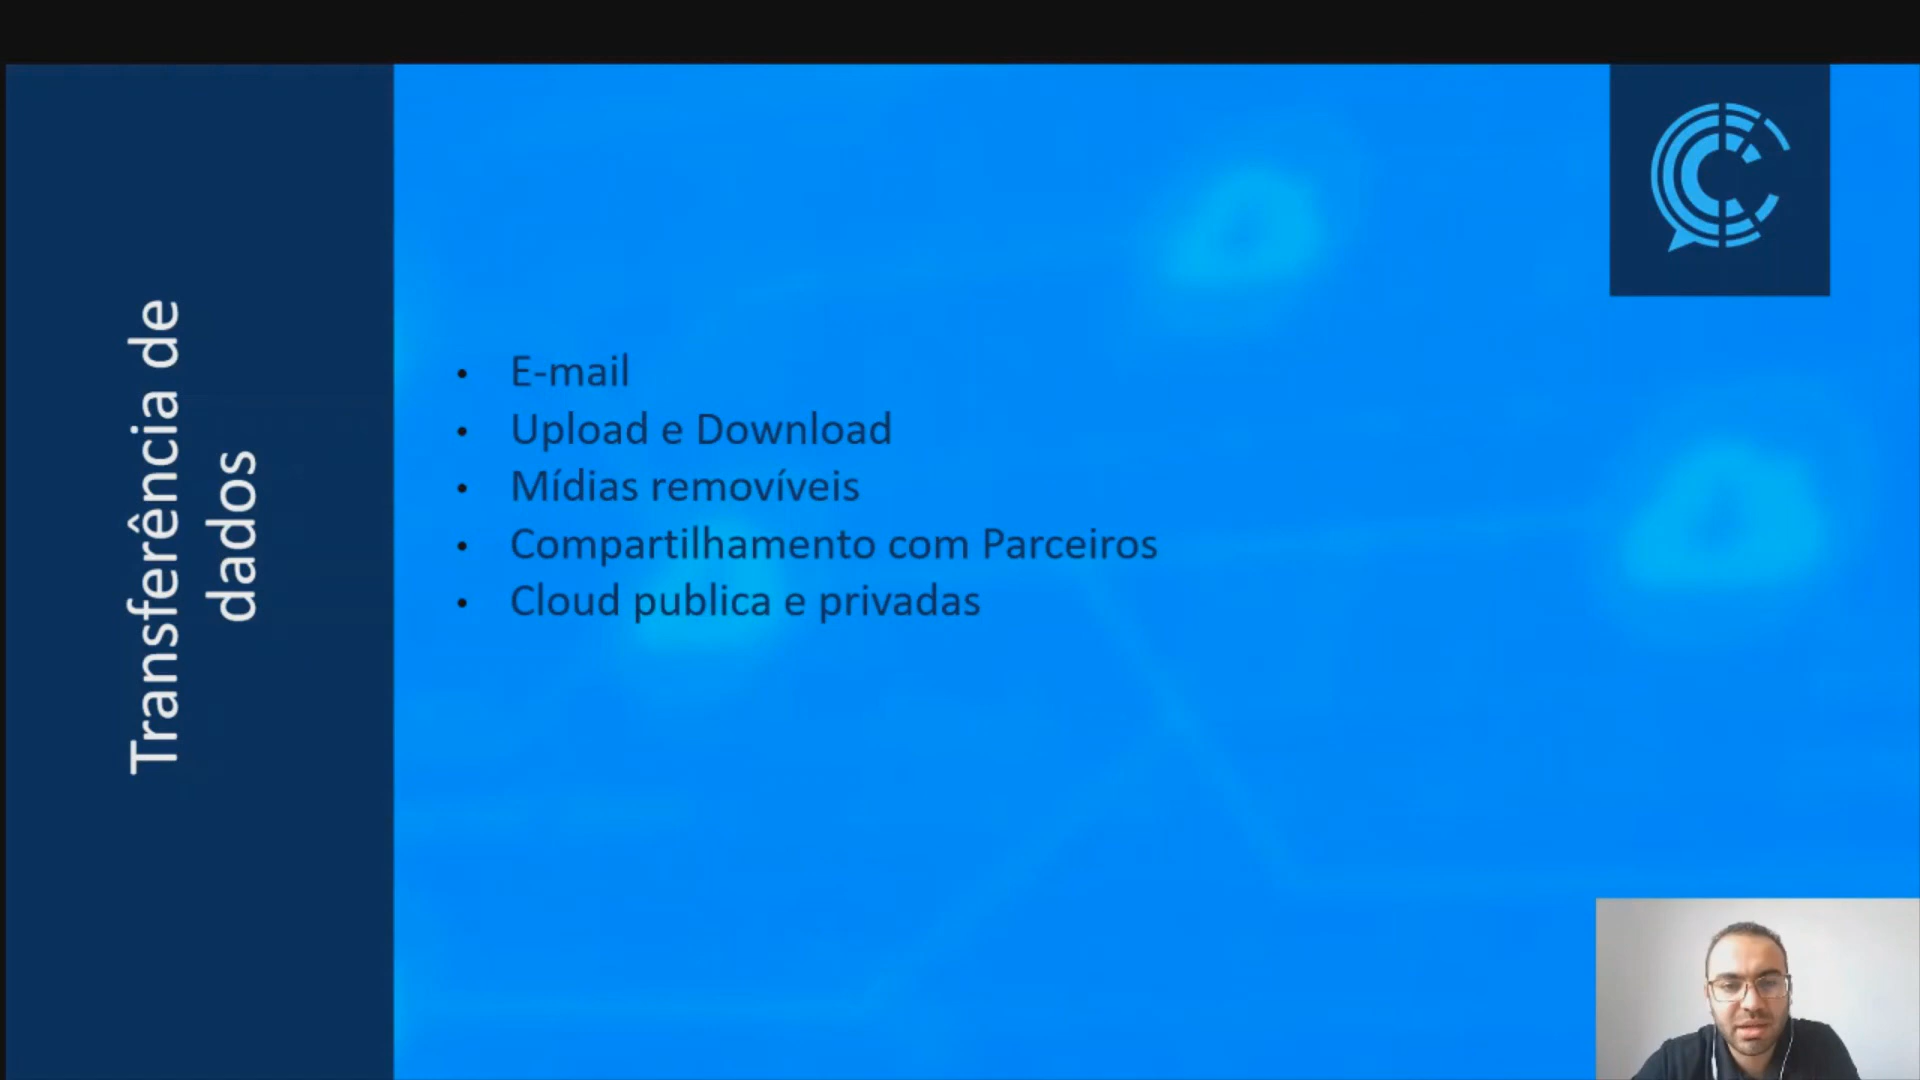 Transferência de
dados
E-mail
Upload e Download
Mídias removíveis
Compartilhamento com Parceiros
Cloud publica e privadas